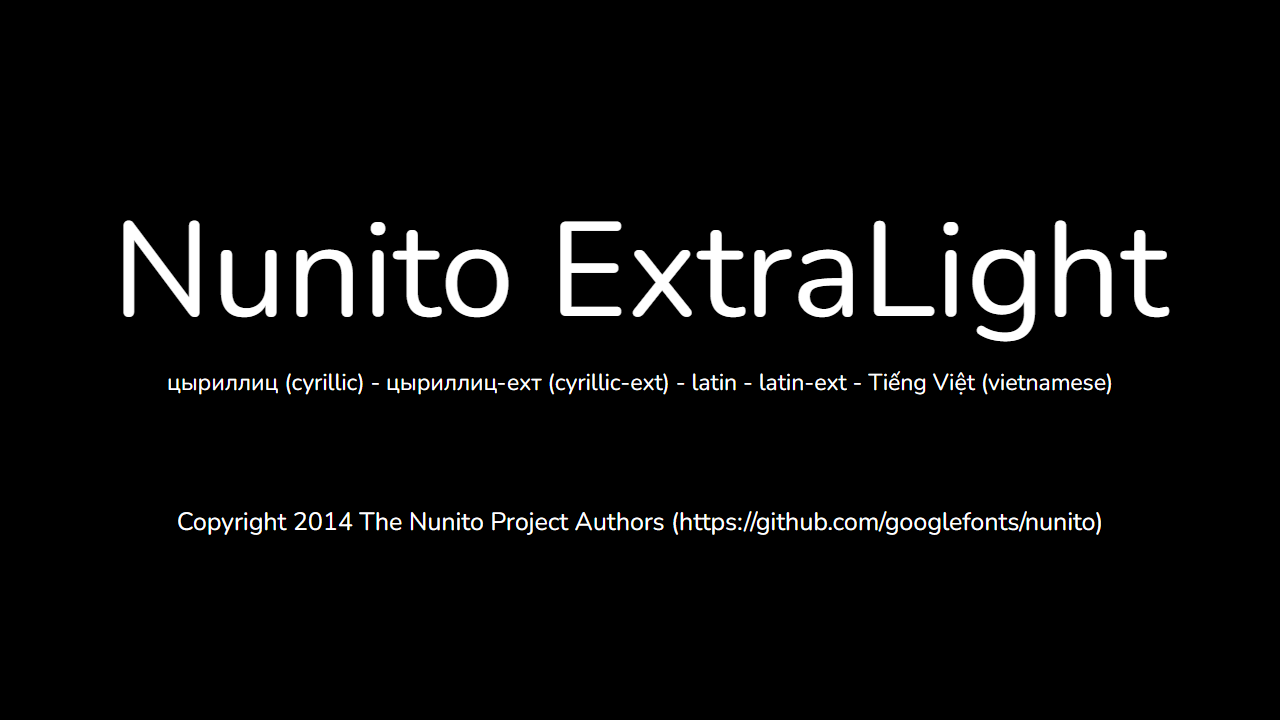 Nunito ExtraLight
цыриллиц (cyrillic) - цыриллиц-ехт (cyrillic-ext) - latin - latin-ext - Tiếng Việt (vietnamese)
Copyright 2014 The Nunito Project Authors (https://github.com/googlefonts/nunito)